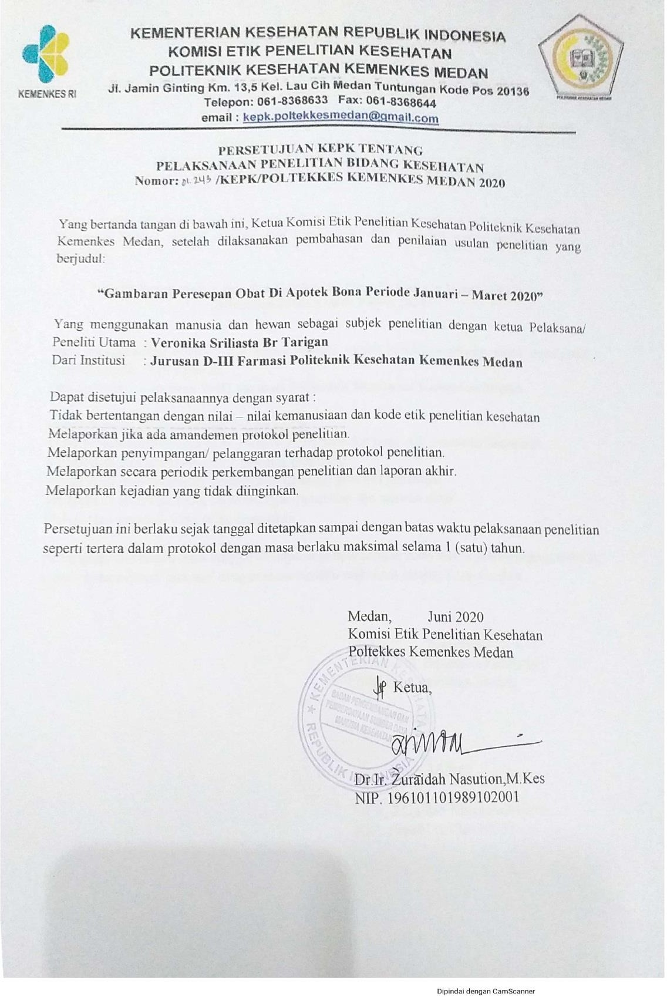 KEMENKES RI
KEMENTERIAN KESEHATAN REPUBLIK INDONESIA
KOMISI ETIK PENELITIAN KESEHATAN
POLITEKNIK KESEHATAN KEMENKES MEDAN
Jl. Jamin Ginting Km. 13,5 Kel. Lau Cih Medan Tuntungan Kode Pos 20136
Telepon: 061-8368633 Fax: 061-8368644
email : kepk.poltekkesmedan@gmail.com
POLITEKNIK KESEHATAN MEDAN
PERSETUJUAN KEPK TENTANG
PELAKSANAAN PENELITIAN BIDANG KESEHATAN
Nomor: 01.243 /KEPK/POLTEKKES KEMENKES MEDAN 2020
Yang bertanda tangan di bawah ini, Ketua Komisi Etik Penelitian Kesehatan Politeknik Kesehatan
Kemenkes Medan, setelah dilaksanakan pembahasan dan penilaian usulan penelitian yang
berjudul:
“Gambaran Peresepan Obat Di Apotek Bona Periode Januari – Maret 2020”
Yang menggunakan manusia dan hewan sebagai subjek penelitian dengan ketua Pelaksana/
Peneliti Utama : Veronika Sriliasta Br Tarigan
Dari Institusi : Jurusan D-III Farmasi Politeknik Kesehatan Kemenkes Medan
Dapat disetujui pelaksanaannya dengan syarat :
Tidak bertentangan dengan nilai – nilai kemanusiaan dan kode etik penelitian kesehatan
Melaporkan jika ada amandemen protokol penelitian.
Melaporkan penyimpangan/ pelanggaran terhadap protokol penelitian.
Melaporkan secara periodik perkembangan penelitian dan laporan akhir.
Melaporkan kejadian yang tidak diinginkan.
Persetujuan ini berlaku sejak tanggal ditetapkan sampai dengan batas waktu pelaksanaan penelitian
seperti tertera dalam protokol dengan masa berlaku maksimal selama 1 (satu) tahun.
Medan, Juni 2020
Komisi Etik Penelitian Kesehatan
Poltekkes Kemenkes Medan
Ketua,
KEMENTERIAN KESEHATAN
REPUBLIK INDONESIA
BADAN PENGEMBANGAN DAN
PEMBERDAYAAN SUMBER DAYA
MANUSIA KESEHATAN
Dr.Ir. Zuraidah Nasution,M.Kes
NIP. 196101101989102001
Dipindai dengan CamScanner